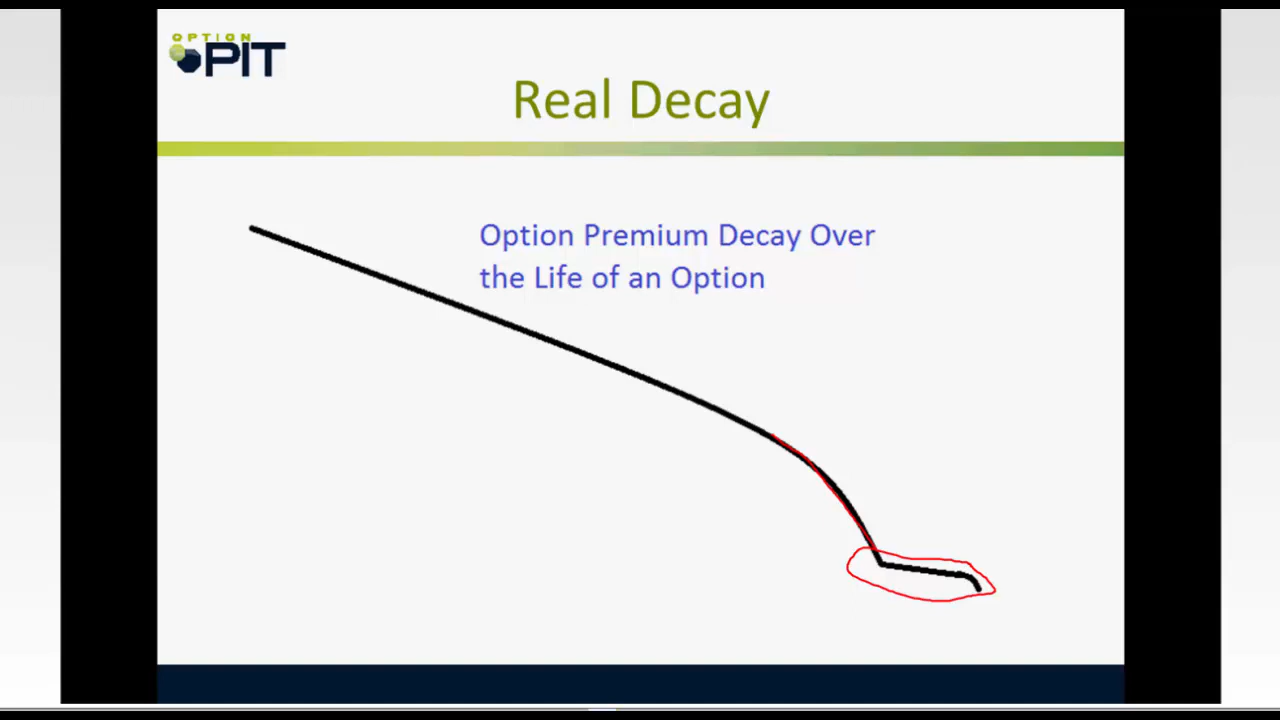 OPTION
PIT
Real Decay
Option Premium Decay Over
the Life of an Option